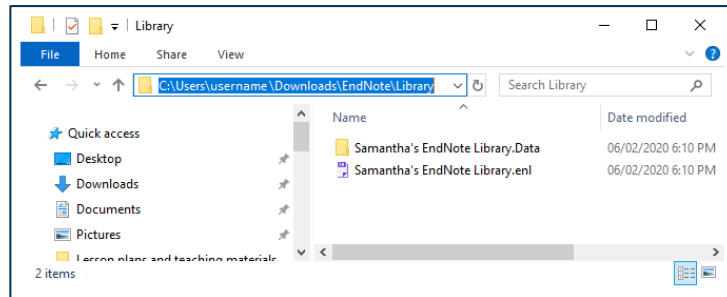 Library
File Home Share View
C:\Users\username\Downloads\EndNote\Library Search Library
Name Date modified
Quick access
Samantha's EndNote Library.Data 06/02/2020 6:10 PM
Desktop
Samantha's EndNote Library.enl 06/02/2020 6:10 PM
Downloads
Documents
Pictures
Lesson plans and teaching materials
2 items